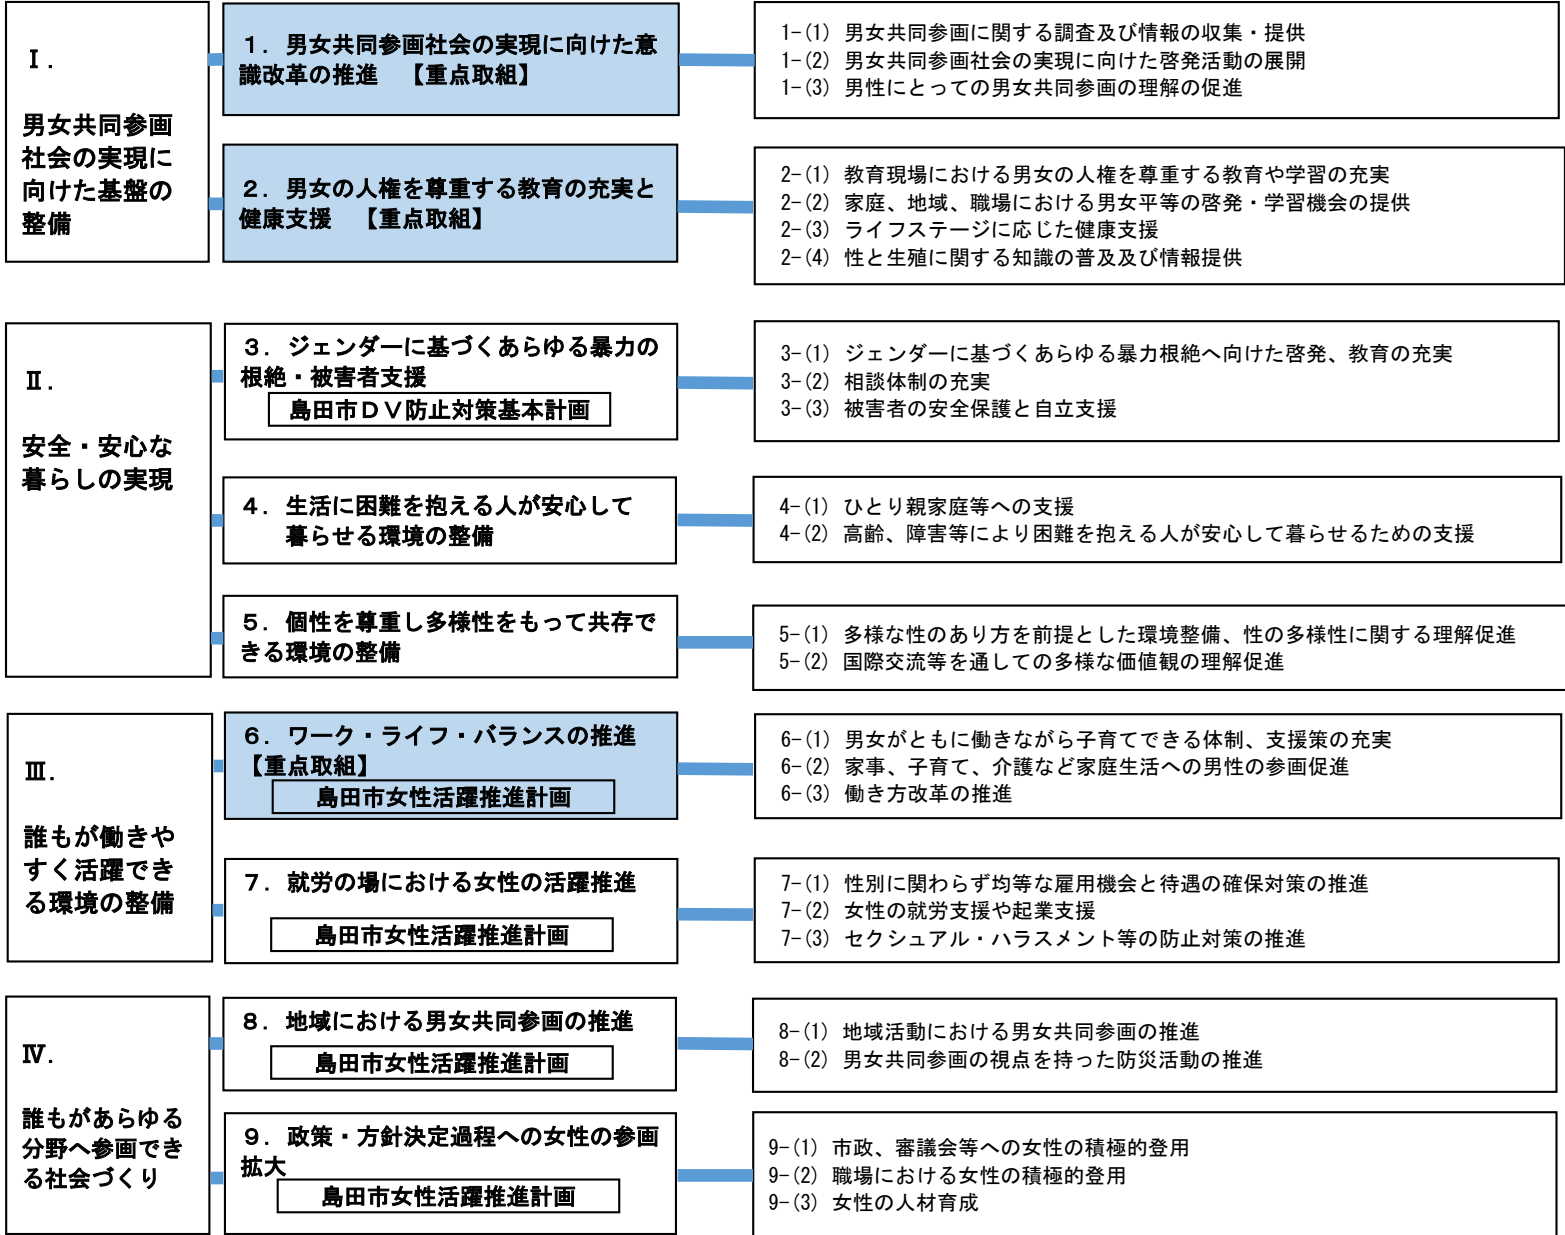 Ⅰ.
男女共同参画
社会の実現に
向けた基盤の
整備
１．男女共同参画社会の実現に向けた意
識改革の推進　【重点取組】
1-(1) 男女共同参画に関する調査及び情報の収集・提供
1-(2) 男女共同参画社会の実現に向けた啓発活動の展開
1-(3) 男性にとっての男女共同参画の理解の促進
２．男女の人権を尊重する教育の充実と
健康支援　【重点取組】
2-(1) 教育現場における男女の人権を尊重する教育や学習の充実
2-(2) 家庭、地域、職場における男女平等の啓発・学習機会の提供
2-(3) ライフステージに応じた健康支援
2-(4) 性と生殖に関する知識の普及及び情報提供
Ⅱ.
安全・安心な
暮らしの実現
３．ジェンダーに基づくあらゆる暴力の
根絶・被害者支援
島田市ＤＶ防止対策基本計画
3-(1) ジェンダーに基づくあらゆる暴力根絶へ向けた啓発、教育の充実
3-(2) 相談体制の充実
3-(3) 被害者の安全保護と自立支援
４．生活に困難を抱える人が安心して
暮らせる環境の整備
4-(1) ひとり親家庭等への支援
4-(2) 高齢、障害等により困難を抱える人が安心して暮らせるための支援
５．個性を尊重し多様性をもって共存で
きる環境の整備
5-(1) 多様な性のあり方を前提とした環境整備、性の多様性に関する理解促進
5-(2) 国際交流等を通しての多様な価値観の理解促進
Ⅲ.
誰もが働きや
すく活躍でき
る環境の整備
６．ワーク・ライフ・バランスの推進
【重点取組】
島田市女性活躍推進計画
6-(1) 男女がともに働きながら子育てできる体制、支援策の充実
6-(2) 家事、子育て、介護など家庭生活への男性の参画促進
6-(3) 働き方改革の推進
７．就労の場における女性の活躍推進
島田市女性活躍推進計画
7-(1) 性別に関わらず均等な雇用機会と待遇の確保対策の推進
7-(2) 女性の就労支援や起業支援
7-(3) セクシュアル・ハラスメント等の防止対策の推進
Ⅳ.
誰もがあらゆる
分野へ参画でき
る社会づくり
８．地域における男女共同参画の推進
島田市女性活躍推進計画
8-(1) 地域活動における男女共同参画の推進
8-(2) 男女共同参画の視点を持った防災活動の推進
９．政策・方針決定過程への女性の参画
拡大
島田市女性活躍推進計画
9-(1) 市政、審議会等への女性の積極的登用
9-(2) 職場における女性の積極的登用
9-(3) 女性の人材育成